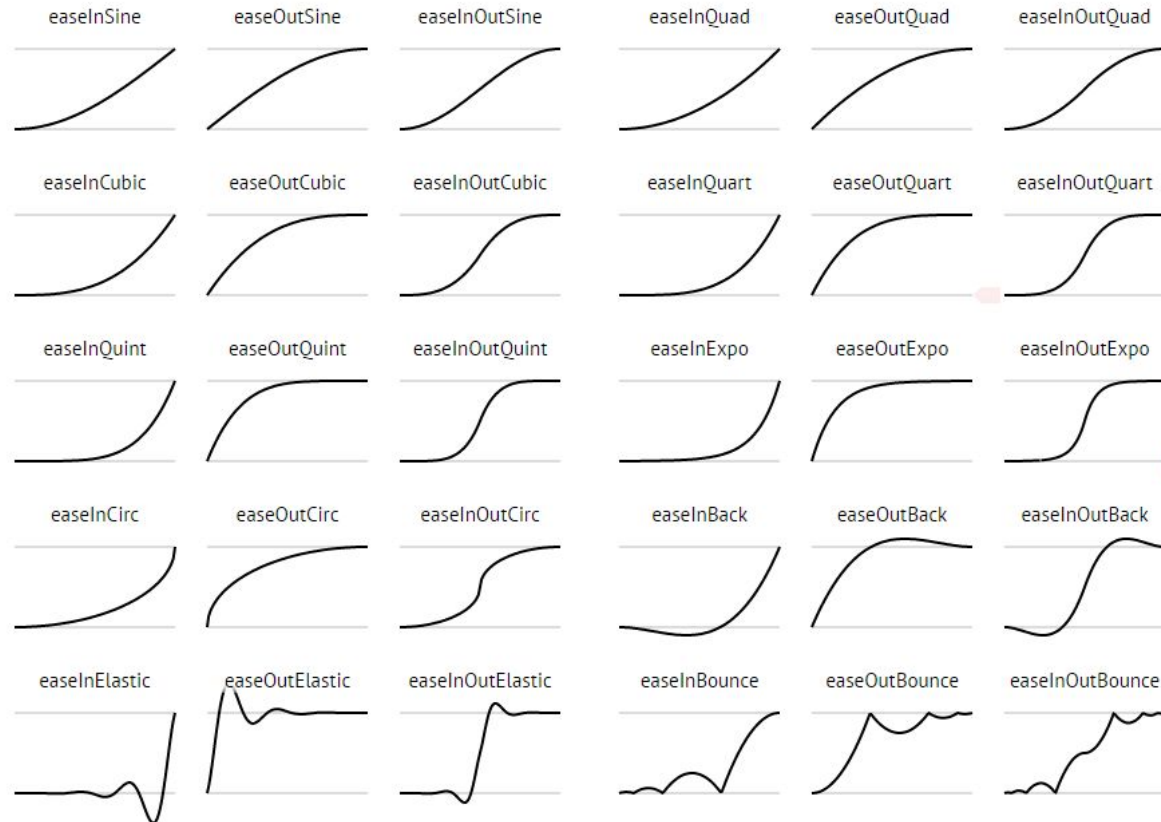 easeInSine
easeOutSine
easeInOutSine
easeInQuad
easeOutQuad
easeInOutQuad
easeInCubic
easeOutCubic
easeInOutCubic
easeInQuart
easeOutQuart
easeInOutQuart
easeInQuint
easeOutQuint
easeInOutQuint
easeInExpo
easeOutExpo
easeInOutExpo
easeInCirc
easeOutCirc
easeInOutCirc
easeInBack
easeOutBack
easeInOutBack
easeInElastic
easeOutElastic
easeInOutElastic
easeInBounce
easeOutBounce
easeInOutBounce